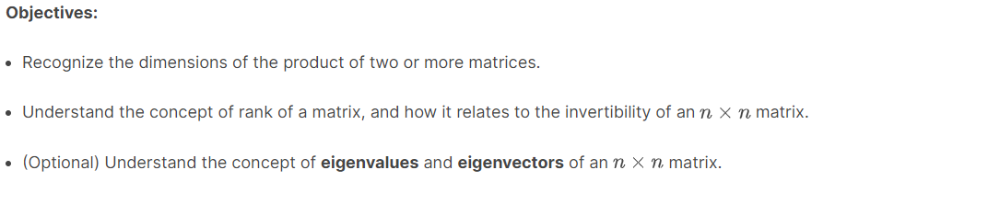 Objectives:
• Recognize the dimensions of the product of two or more matrices.
• Understand the concept of rank of a matrix, and how it relates to the invertibility of an n × n matrix.
• (Optional) Understand the concept of eigenvalues and eigenvectors of an n × n matrix.